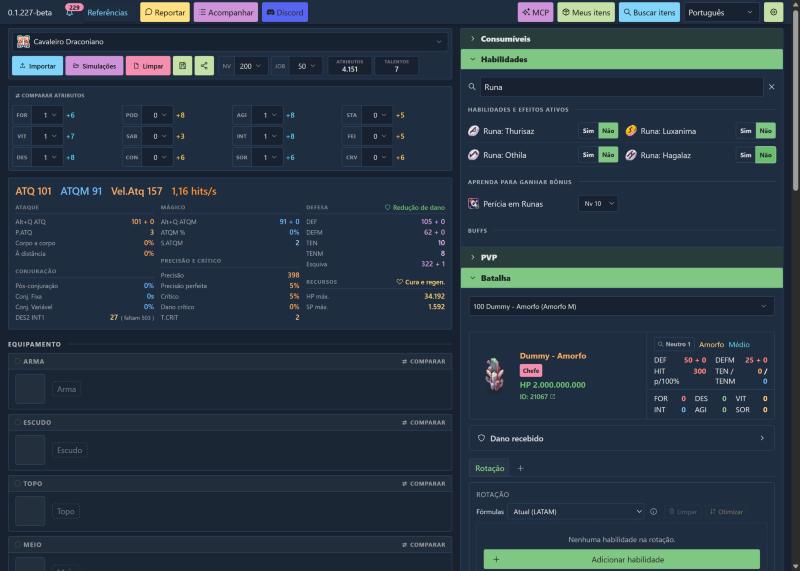 0.1.227-beta 229 Referências Reportar Acompanhar Discord MCP Meus itens Buscar itens Português
Cavaleiro Draconiano
Importar Simulações Limpar NV 200 JOB 50 ATRIBUTOS 4.151 TALENTOS 7
COMPARAR ATRIBUTOS
FOR 1 +6 POD 0 +8 AGI 1 +8 STA 0 +5
VIT 1 +7 SAB 0 +3 INT 1 +8 FEI 0 +5
DES 1 +8 CON 0 +6 SOR 1 +6 CRV 0 +6
ATQ 101 ATQM 91 Vel.Atq 157 1,16 hits/s
ATAQUE
Alt+Q ATQ 101 + 0
P.ATQ 3
Corpo a corpo 0%
À distância 0%
CONJURAÇÃO
Pós-conjuração 0%
Conj. Fixa 0s
Conj. Variável 0%
DES2 INT1 27 ( faltam 503 )
MÁGICO
Alt+Q ATQM 91 + 0
ATQM % 0%
S.ATQM 2
PRECISÃO E CRÍTICO
Precisão 398
Precisão perfeita 5%
Crítico 5%
Dano crítico 0%
T.CRIT 2
DEFESA Redução de dano
DEF 105 + 0
DEFM 62 + 0
TEN 10
TENM 8
Esquiva 322 + 1
RECURSOS Cura e regen.
HP máx. 34.192
SP máx. 1.592
EQUIPAMENTO
ARMA COMPARAR
Arma
ESCUDO COMPARAR
Escudo
TOPO COMPARAR
Topo
MEIO COMPARAR
Consumíveis
Habilidades
Runa
HABILIDADES E EFEITOS ATIVOS
Runa: Thurisaz Sim Não Runa: Luxanima Sim Não
Runa: Othila Sim Não Runa: Hagalaz Sim Não
APRENDA PARA GANHAR BÔNUS
Perícia em Runas Nv 10
BUFFS
PVP
Batalha
100 Dummy - Amorfo (Amorfo M)
Dummy - Amorfo
Chefe
HP 2.000.000.000
ID: 21067
Neutro 1 Amorfo Médio
DEF 50 + 0 DEFM 25 + 0
HIT 300 TEN / 0 /
p/100% TENM 0
FOR 0 DES 0 VIT 0
INT 0 AGI 0 SOR 0
Dano recebido
Rotação +
ROTAÇÃO
Fórmulas Atual (LATAM) Limpar Otimizar
Nenhuma habilidade na rotação.
+ Adicionar habilidade